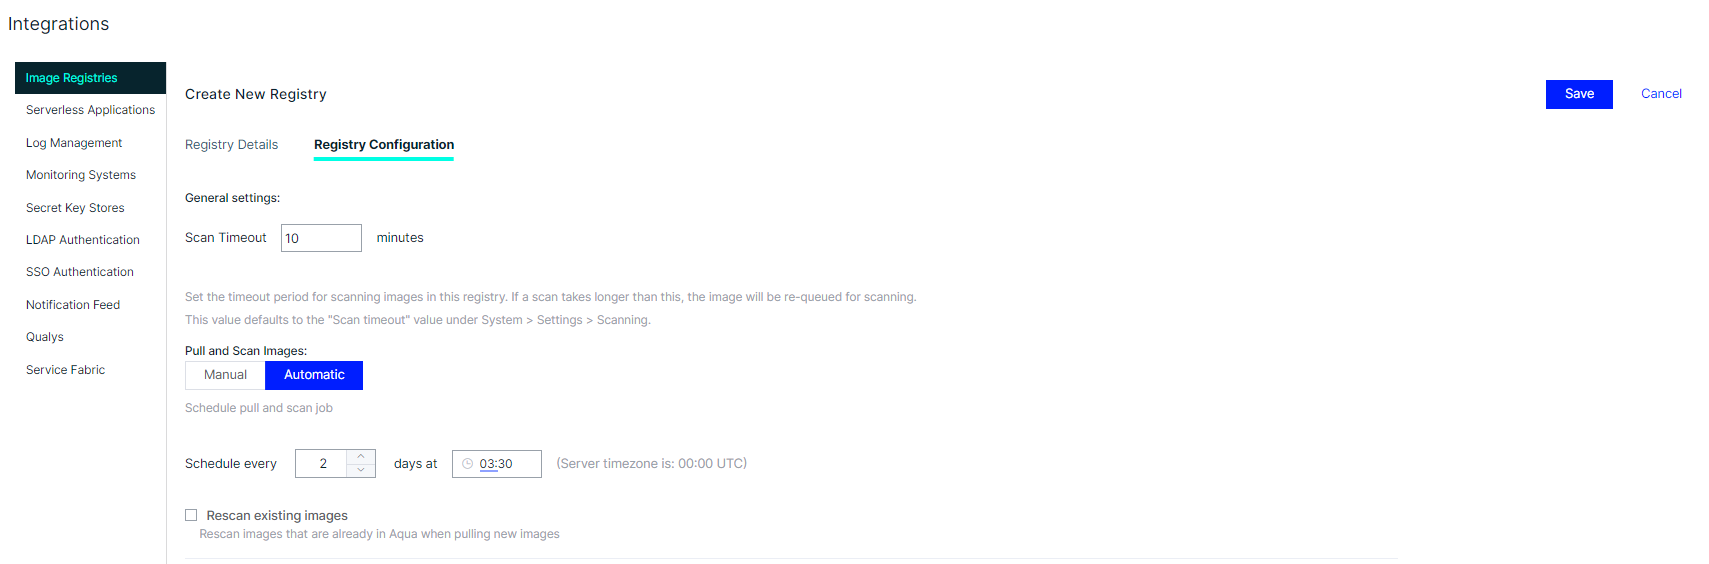 Integrations
Image Registries
Serverless Applications
Log Management
Monitoring Systems
Secret Key Stores
LDAP Authentication
SSO Authentication
Notification Feed
Qualys
Service Fabric
Create New Registry
Save
Cancel
Registry Details
Registry Configuration
General settings:
Scan Timeout 10 minutes
Set the timeout period for scanning images in this registry. If a scan takes longer than this, the image will be re-queued for scanning.
This value defaults to the "Scan timeout" value under System > Settings > Scanning.
Pull and Scan Images:
Manual
Automatic
Schedule pull and scan job
Schedule every 2 days at 03:30 (Server timezone is: 00:00 UTC)
Rescan existing images
Rescan images that are already in Aqua when pulling new images